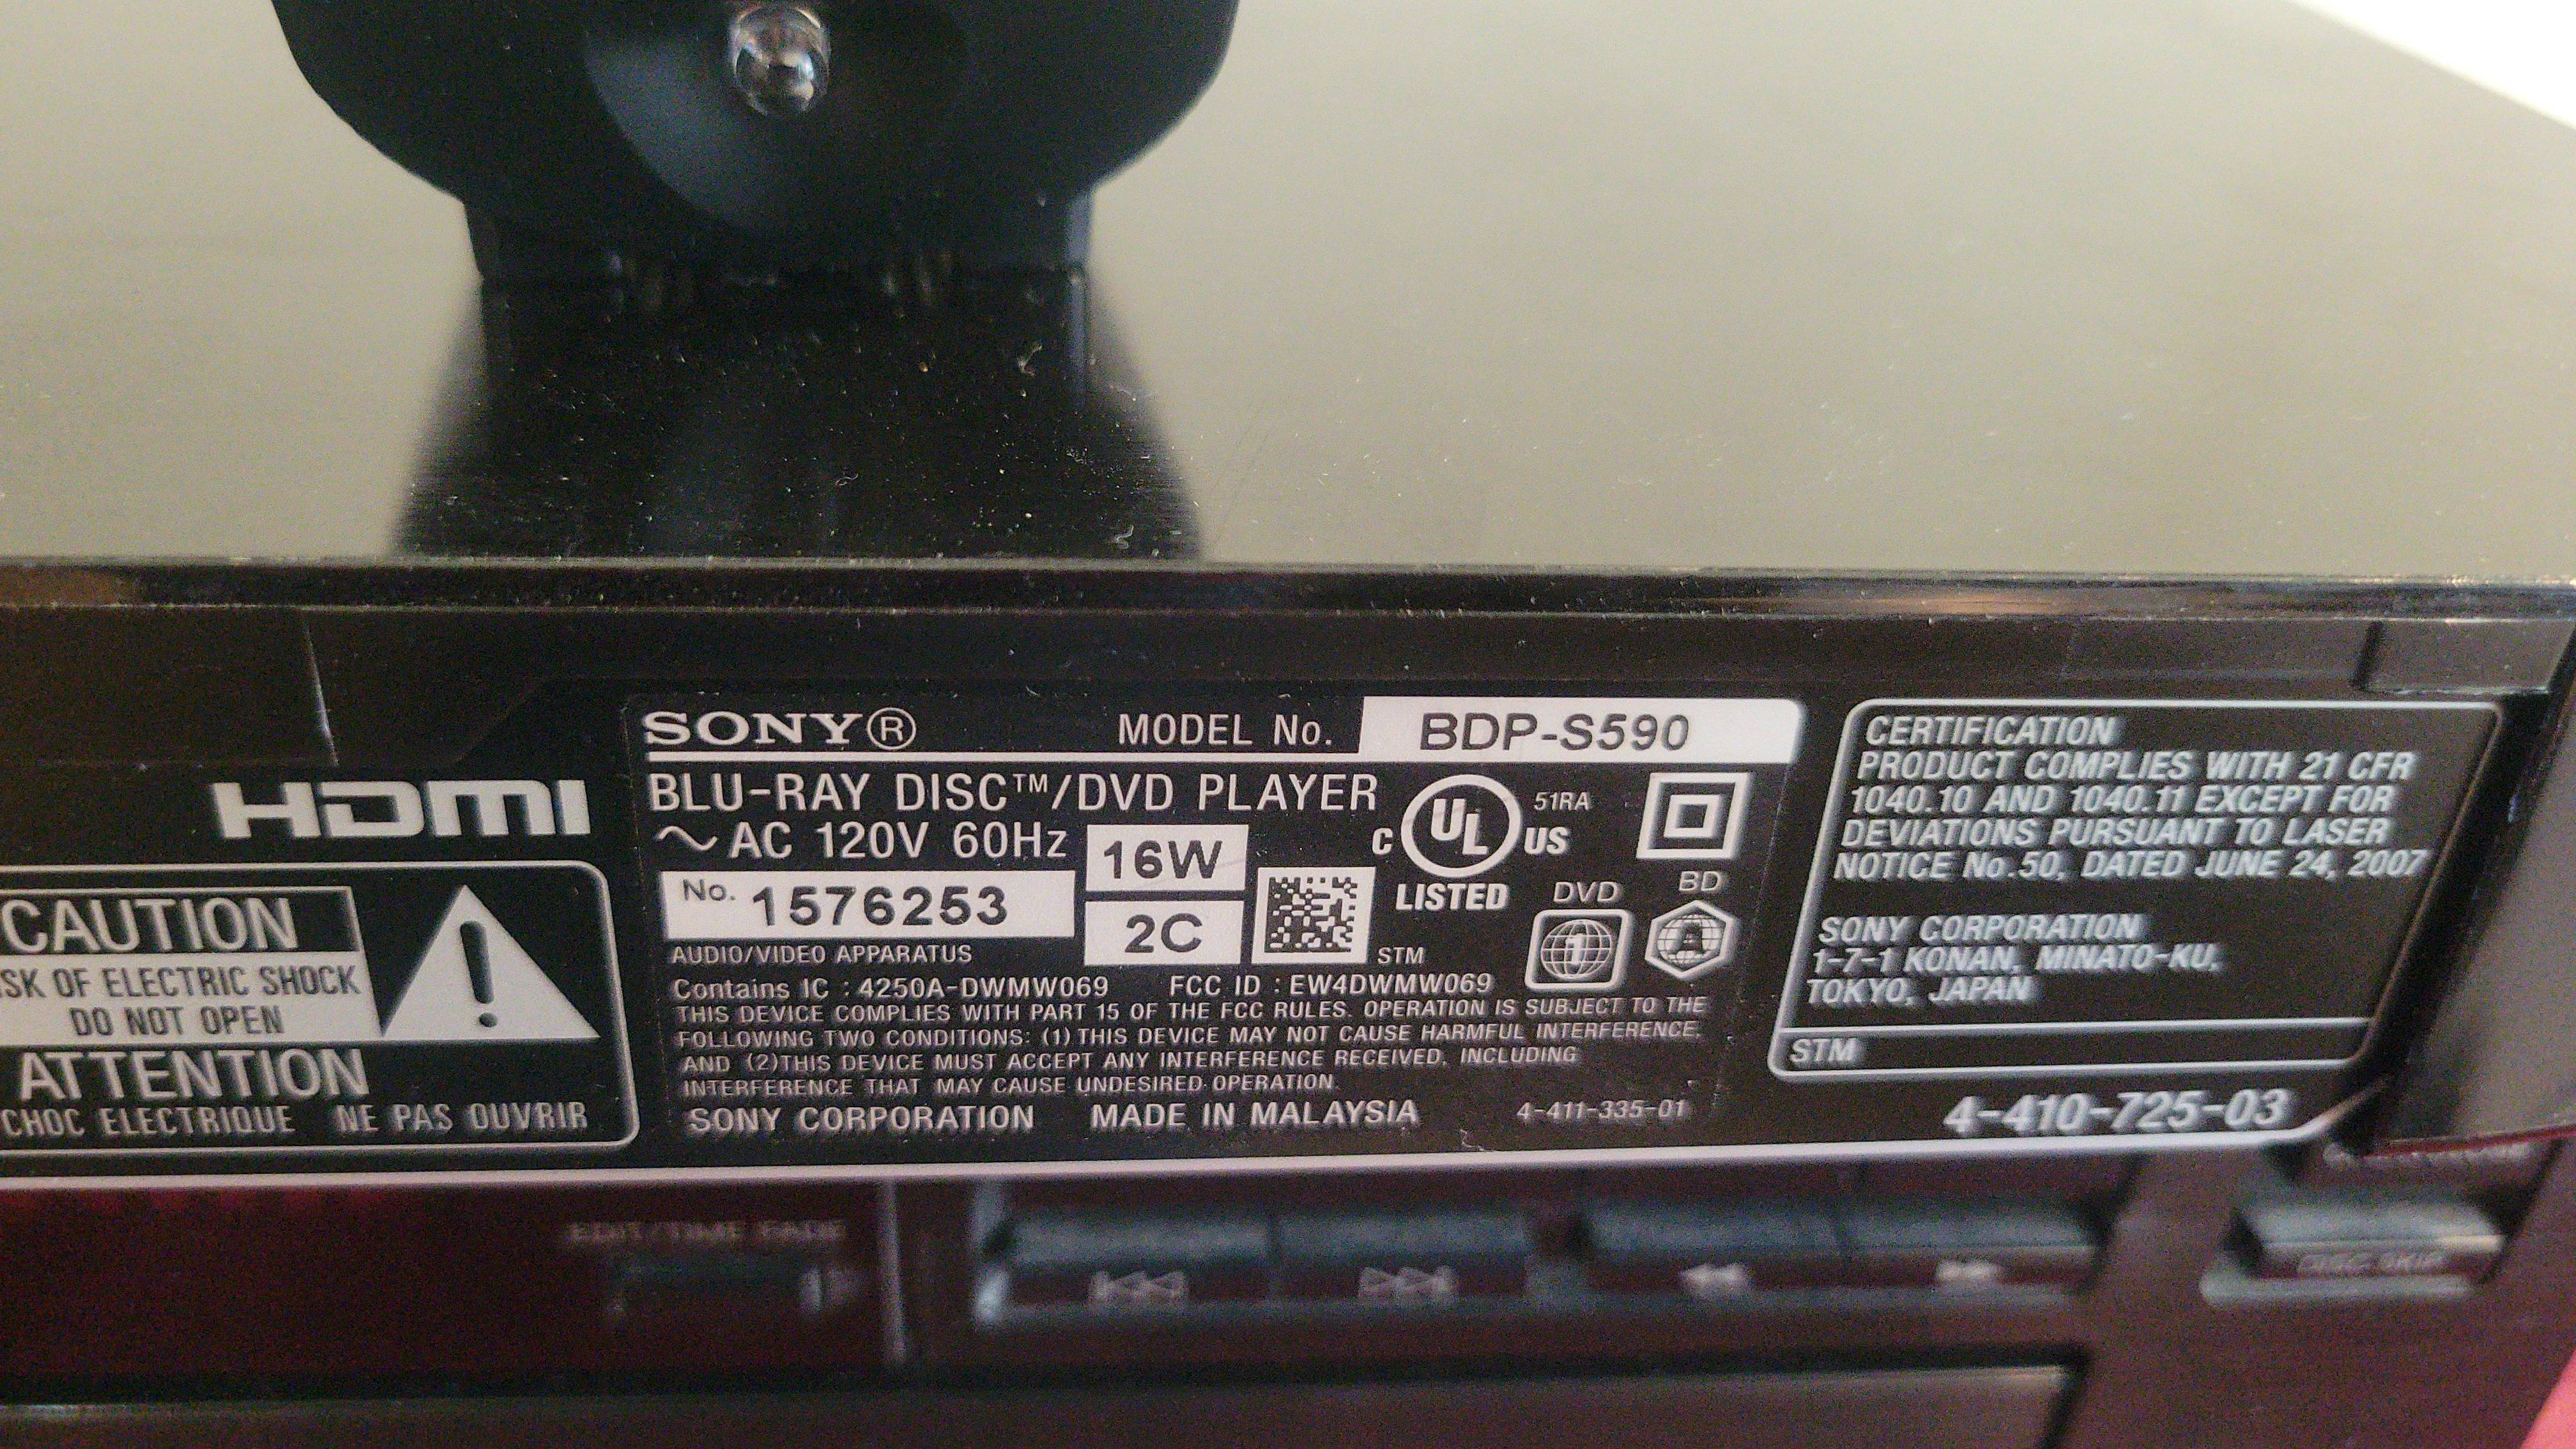 SONY® MODEL No. BDP-S590
BLU-RAY DISC™/DVD PLAYER
~ AC 120V 60Hz 16W
No. 1576253 2C
C UL US 51RA
LISTED
DVD BD
1 A
AUDIO/VIDEO APPARATUS STM
Contains IC : 4250A-DWMW069 FCC ID : EW4DWMW069
THIS DEVICE COMPLIES WITH PART 15 OF THE FCC RULES. OPERATION IS SUBJECT TO THE
FOLLOWING TWO CONDITIONS: (1) THIS DEVICE MAY NOT CAUSE HARMFUL INTERFERENCE,
AND (2)THIS DEVICE MUST ACCEPT ANY INTERFERENCE RECEIVED, INCLUDING
INTERFERENCE THAT MAY CAUSE UNDESIRED OPERATION.
SONY CORPORATION MADE IN MALAYSIA 4-411-335-01
HDMI
CAUTION
OF ELECTRIC SHOCK
DO NOT OPEN
ATTENTION
CHOC ELECTRIQUE NE PAS OUVRIR
CERTIFICATION
PRODUCT COMPLIES WITH 21 CFR
1040.10 AND 1040.11 EXCEPT FOR
DEVIATIONS PURSUANT TO LASER
NOTICE No.50, DATED JUNE 24, 2007
SONY CORPORATION
1-7-1 KONAN, MINATO-KU,
TOKYO, JAPAN
STM
4-410-725-03
EDIT/TIME FADE
DISC SKIP